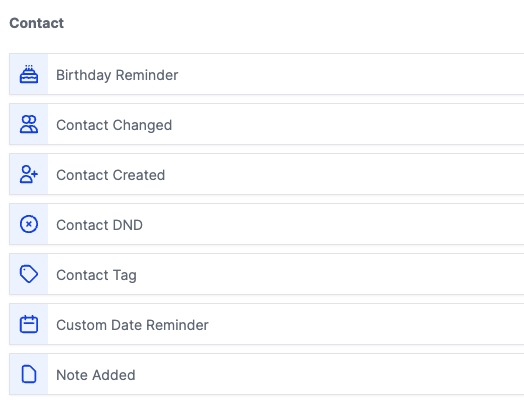 Contact
Birthday Reminder
Contact Changed
Contact Created
Contact DND
Contact Tag
Custom Date Reminder
Note Added